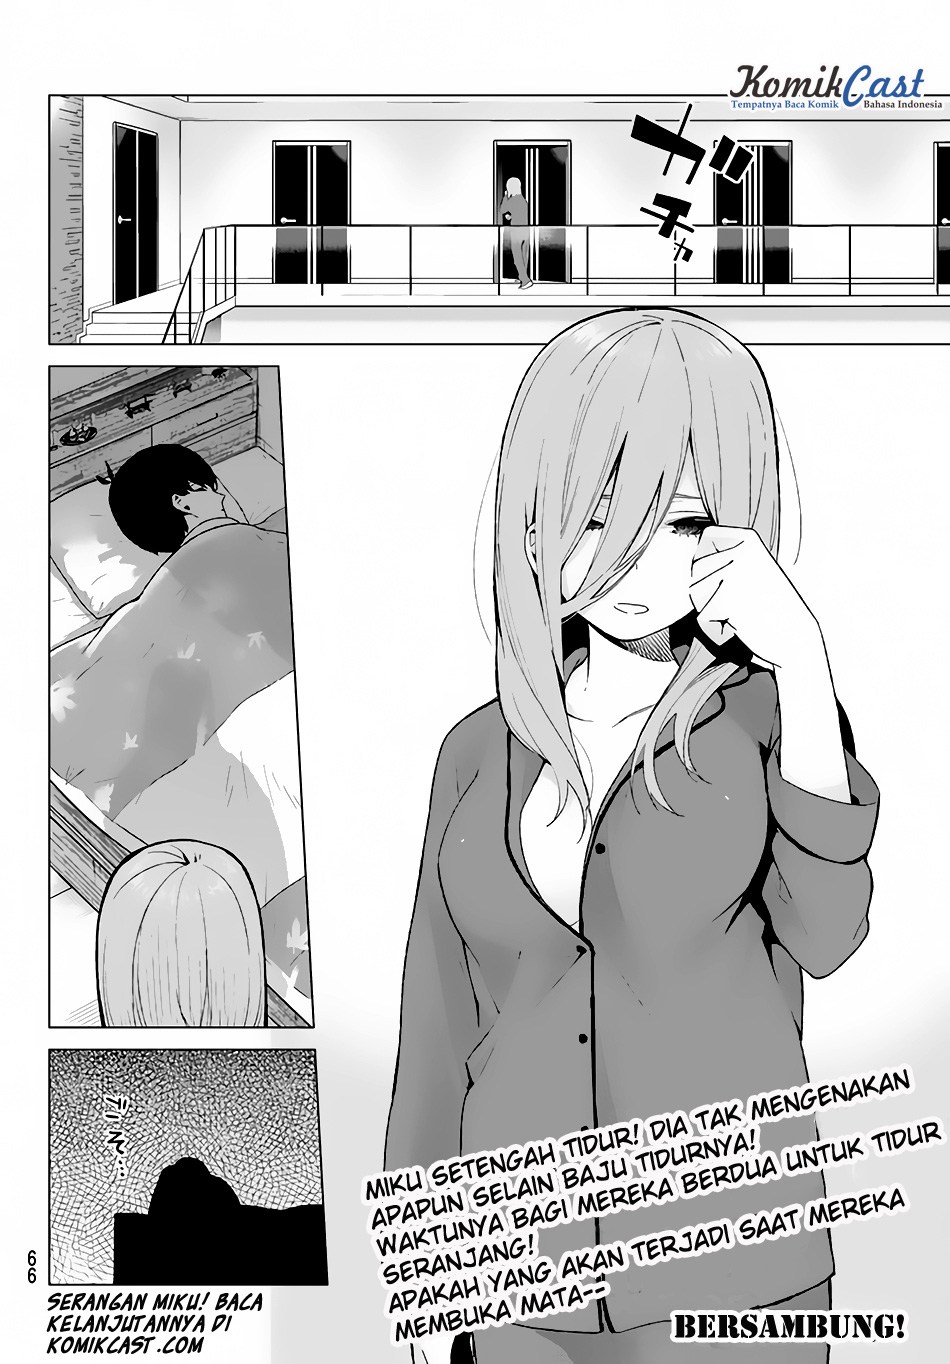 KomikCast
Tempatnya Baca Komik Bahasa Indonesia
ガ
チャ
MIKU SETENGAH TIDUR! DIA TAK MENGENAKAN
APAPUN SELAIN BAJU TIDURNYA!
WAKTUNYA BAGI MEREKA BERDUA UNTUK TIDUR
SERANJANG!
APAKAH YANG AKAN TERJADI SAAT MEREKA
MEMBUKA MATA--
BERSAMBUNG!
66
SERANGAN MIKU! BACA
KELANJUTANNYA DI
KOMIKCAST.COM